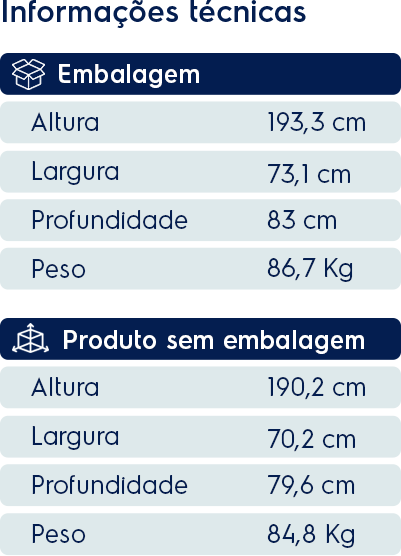 Informações técnicas
Embalagem
Altura 193,3 cm
Largura 73,1 cm
Profundidade 83 cm
Peso 86,7 Kg
Produto sem embalagem
Altura 190,2 cm
Largura 70,2 cm
Profundidade 79,6 cm
Peso 84,8 Kg